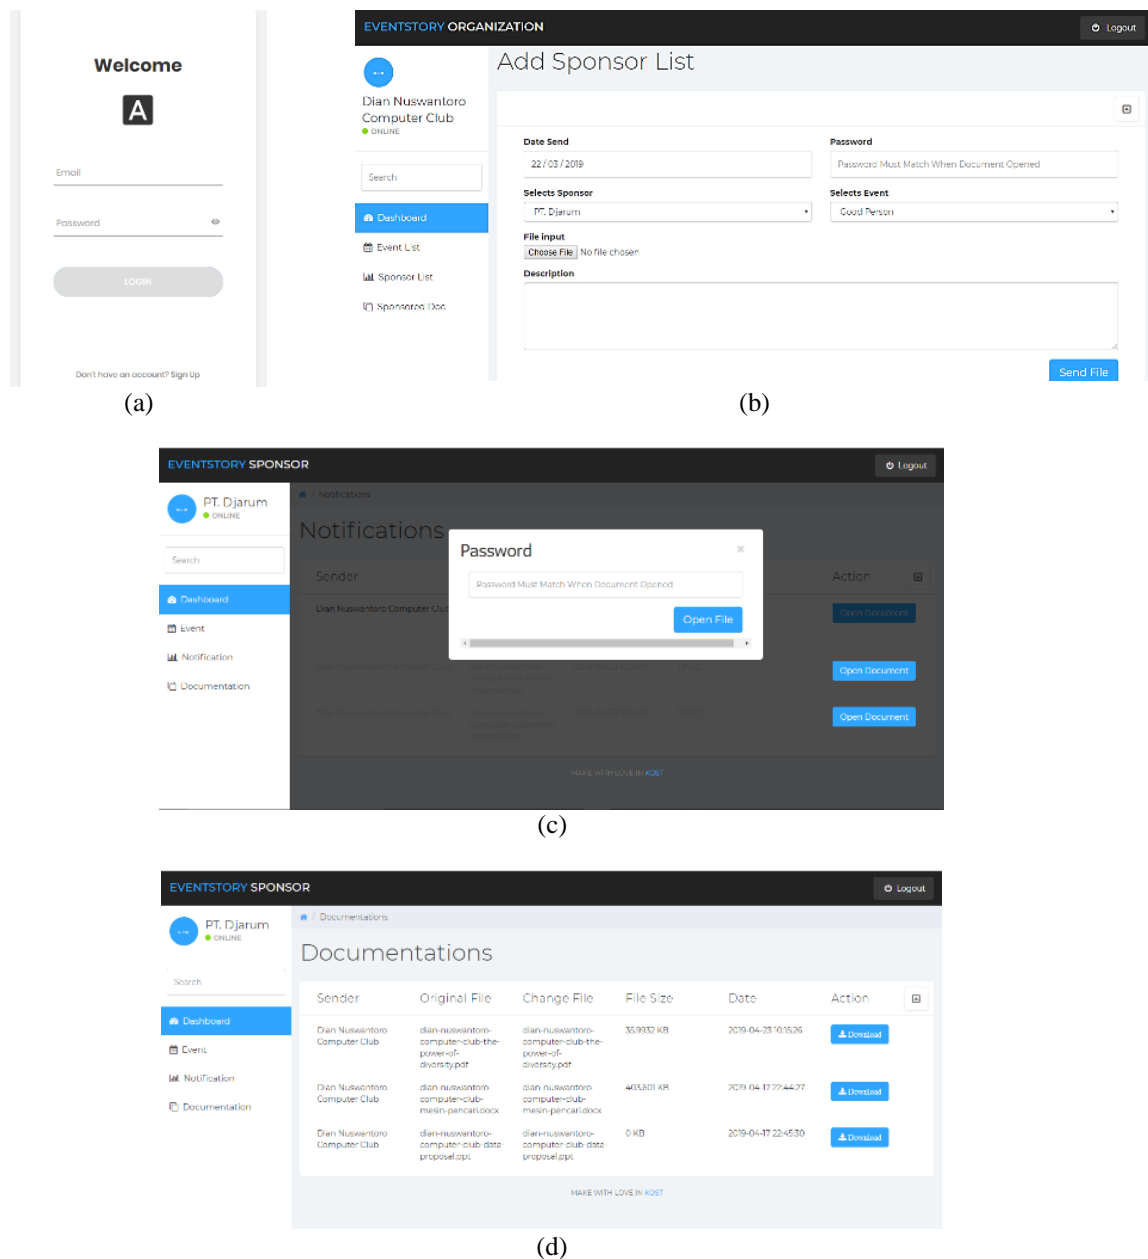 Welcome
A
Email
Password
LOGIN
Don't have an account? Sign Up
(a)
EVENTSTORY ORGANIZATION
Logout
Dian Nuswantoro
Computer Club
ONLINE
Search
Dashboard
Event List
Sponsor List
Sponsored Doc
Add Sponsor List
Date Send
Password
22 / 03 / 2019
Password Must Match When Document Opened
Selects Sponsor
Selects Event
PT. Djarum
Good Person
File input
Choose File No file chosen
Description
Send File
(b)
EVENTSTORY SPONSOR
Logout
PT. Djarum
ONLINE
Search
Dashboard
Event
Notification
Documentation
/ Notifications
Notifications
Sender
Action
Dian Nuswantoro Computer Club
Open Document
Open Document
Open Document
Password
×
Password Must Match When Document Opened
Open File
MAKE WITH LOVE IN KOST
(c)
EVENTSTORY SPONSOR
Logout
PT. Djarum
ONLINE
Search
Dashboard
Event
Notification
Documentation
/ Documentations
Documentations
Sender Original File Change File File Size Date Action
Dian Nuswantoro dian-nuswantoro- dian-nuswantoro- 35.9932 KB 2019-04-23 10:15:26 Download
Computer Club computer-club-the- computer-club-the-
power-of- power-of-
diversity.pdf diversity.pdf
Dian Nuswantoro dian-nuswantoro- dian-nuswantoro- 403.801 KB 2019-04-17 22:44:27 Download
Computer Club computer-club- computer-club-
mesin-pencari.docx mesin-pencari.docx
Dian Nuswantoro dian-nuswantoro- dian-nuswantoro- 0 KB 2019-04-17 22:45:30 Download
Computer Club computer-club-data- computer-club-data-
proposal.ppt proposal.ppt
MAKE WITH LOVE IN KOST
(d)